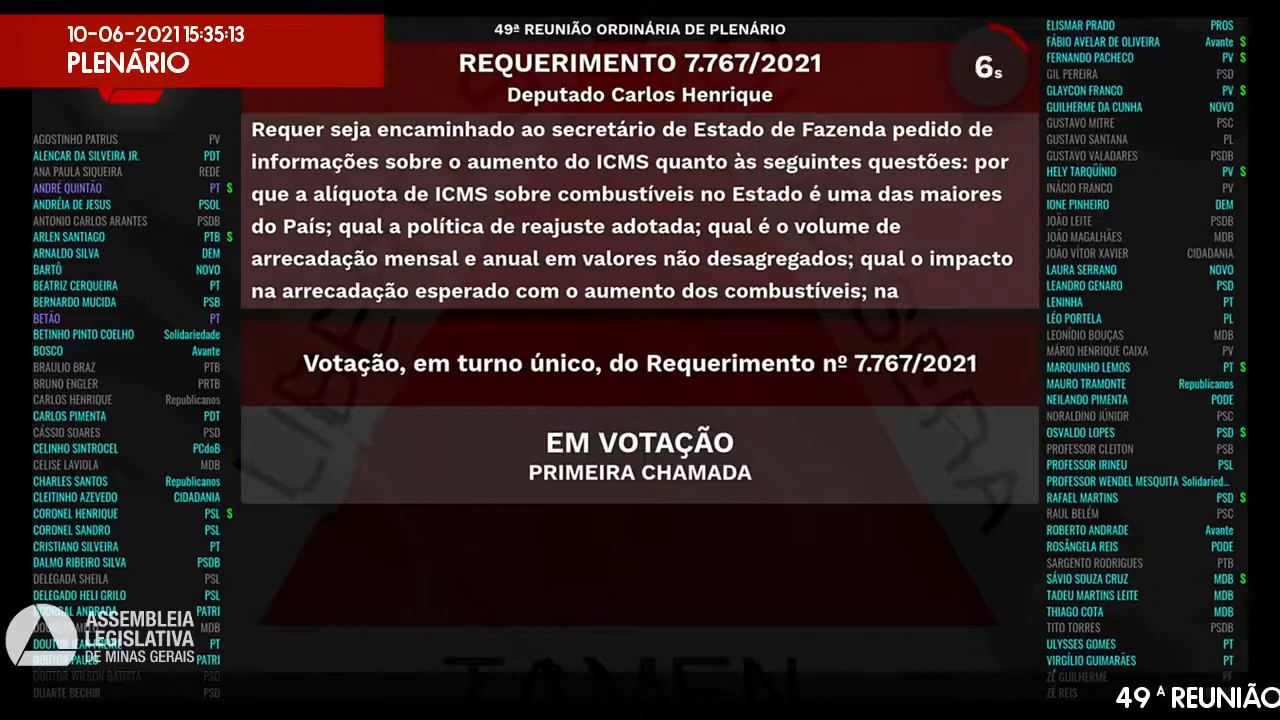 10-06-2021 15:35:13
PLENÁRIO
49ª REUNIÃO ORDINÁRIA DE PLENÁRIO
REQUERIMENTO 7.767/2021
Deputado Carlos Henrique
6s
Requer seja encaminhado ao secretário de Estado de Fazenda pedido de
informações sobre o aumento do ICMS quanto às seguintes questões: por
que a alíquota de ICMS sobre combustíveis no Estado é uma das maiores
do País; qual a política de reajuste adotada; qual é o volume de
arrecadação mensal e anual em valores não desagregados; qual o impacto
na arrecadação esperado com o aumento dos combustíveis; na
Votação, em turno único, do Requerimento nº 7.767/2021
EM VOTAÇÃO
PRIMEIRA CHAMADA
AGOSTINHO PATRUS PV
ALENCAR DA SILVEIRA JR. PDT
ANA PAULA SIQUEIRA REDE
ANDRÉ QUINTÃO PT S
ANDRÉIA DE JESUS PSOL
ANTONIO CARLOS ARANTES PSDB
ARLEN SANTIAGO PTB S
ARNALDO SILVA DEM
BARTÔ NOVO
BEATRIZ CERQUEIRA PT
BERNARDO MUCIDA PSB
BETÃO PT
BETINHO PINTO COELHO Solidariedade
BOSCO Avante
BRAULIO BRAZ PTB
BRUNO ENGLER PRTB
CARLOS HENRIQUE Republicanos
CARLOS PIMENTA PDT
CÁSSIO SOARES PSD
CELINHO SINTROCEL PCdoB
CELISE LAVIOLA MDB
CHARLES SANTOS Republicanos
CLEITINHO AZEVEDO CIDADANIA
CORONEL HENRIQUE PSL S
CORONEL SANDRO PSL
CRISTIANO SILVEIRA PT
DALMO RIBEIRO SILVA PSDB
DELEGADA SHEILA PSL
DELEGADO HELI GRILO PSL
ANDRADA PATRI
MDB
DOUTOR JEAN FREIRE PT
DOUTOR PAULO PATRI
DOUTOR WILSON BATISTA PSD
DUARTE BECHIR PSD
ASSEMBLEIA
LEGISLATIVA
DE MINAS GERAIS
ELISMAR PRADO PROS
FÁBIO AVELAR DE OLIVEIRA Avante S
FERNANDO PACHECO PV S
GIL PEREIRA PSD
GLAYCON FRANCO PV S
GUILHERME DA CUNHA NOVO
GUSTAVO MITRE PSC
GUSTAVO SANTANA PL
GUSTAVO VALADARES PSDB
HELY TARQÜÍNIO PV S
INÁCIO FRANCO PV
IONE PINHEIRO DEM
JOÃO LEITE PSDB
JOÃO MAGALHÃES MDB
JOÃO VÍTOR XAVIER CIDADANIA
LAURA SERRANO NOVO
LEANDRO GENARO PSD
LENINHA PT
LÉO PORTELA PL
LEONÍDIO BOUÇAS MDB
MÁRIO HENRIQUE CAIXA PV
MARQUINHO LEMOS PT S
MAURO TRAMONTE Republicanos
NEILANDO PIMENTA PODE
NORALDINO JÚNIOR PSC
OSVALDO LOPES PSD S
PROFESSOR CLEITON PSB
PROFESSOR IRINEU PSL
PROFESSOR WENDEL MESQUITA Solidaried...
RAFAEL MARTINS PSD S
RAUL BELÉM PSC
ROBERTO ANDRADE Avante
ROSÂNGELA REIS PODE
SARGENTO RODRIGUES PTB
SÁVIO SOUZA CRUZ MDB S
TADEU MARTINS LEITE MDB
THIAGO COTA MDB
TITO TORRES PSDB
ULYSSES GOMES PT
VIRGÍLIO GUIMARÃES PT
ZÉ GUILHERME
ZÉ REIS
49 ª REUNIÃO